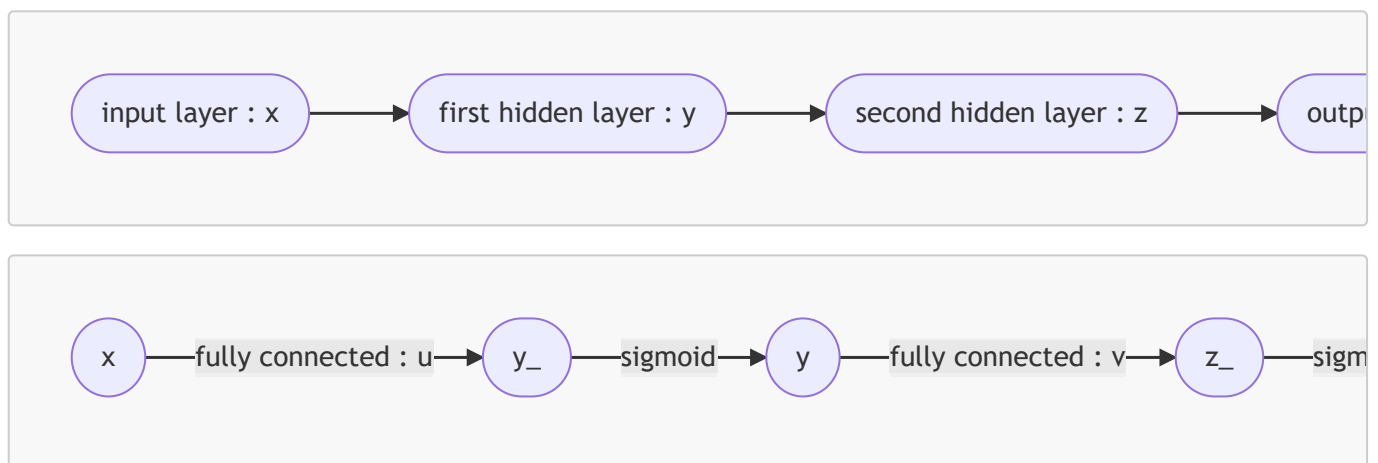 input layer : x
first hidden layer : y
second hidden layer : z
x
fully connected : u
y_
sigmoid
y
fully connected : v
z_